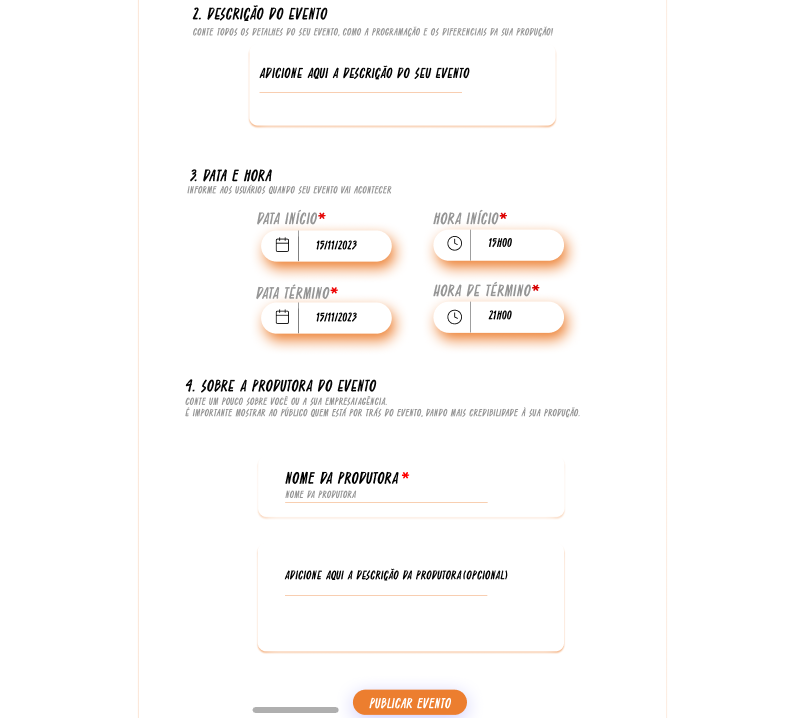 2. DESCRIÇÃO DO EVENTO
CONTE TODOS OS DETALHES DO SEU EVENTO, COMO A PROGRAMAÇÃO E OS DIFERENCIAIS DA SUA PRODUÇÃO!
ADICIONE AQUI A DESCRIÇÃO DO SEU EVENTO
3. DATA E HORA
INFORME AOS USUÁRIOS QUANDO SEU EVENTO VAI ACONTECER
DATA INÍCIO*
HORA INÍCIO*
15/11/2023
15H00
DATA TÉRMINO*
HORA DE TÉRMINO*
15/11/2023
21H00
4. SOBRE A PRODUTORA DO EVENTO
CONTE UM POUCO SOBRE VOCÊ OU A SUA EMPRESA/AGÊNCIA.
É IMPORTANTE MOSTRAR AO PÚBLICO QUEM ESTÁ POR TRÁS DO EVENTO, DANDO MAIS CREDIBILIDADE À SUA PRODUÇÃO.
NOME DA PRODUTORA *
NOME DA PRODUTORA
ADICIONE AQUI A DESCRIÇÃO DA PRODUTORA(OPCIONAL)
PUBLICAR EVENTO